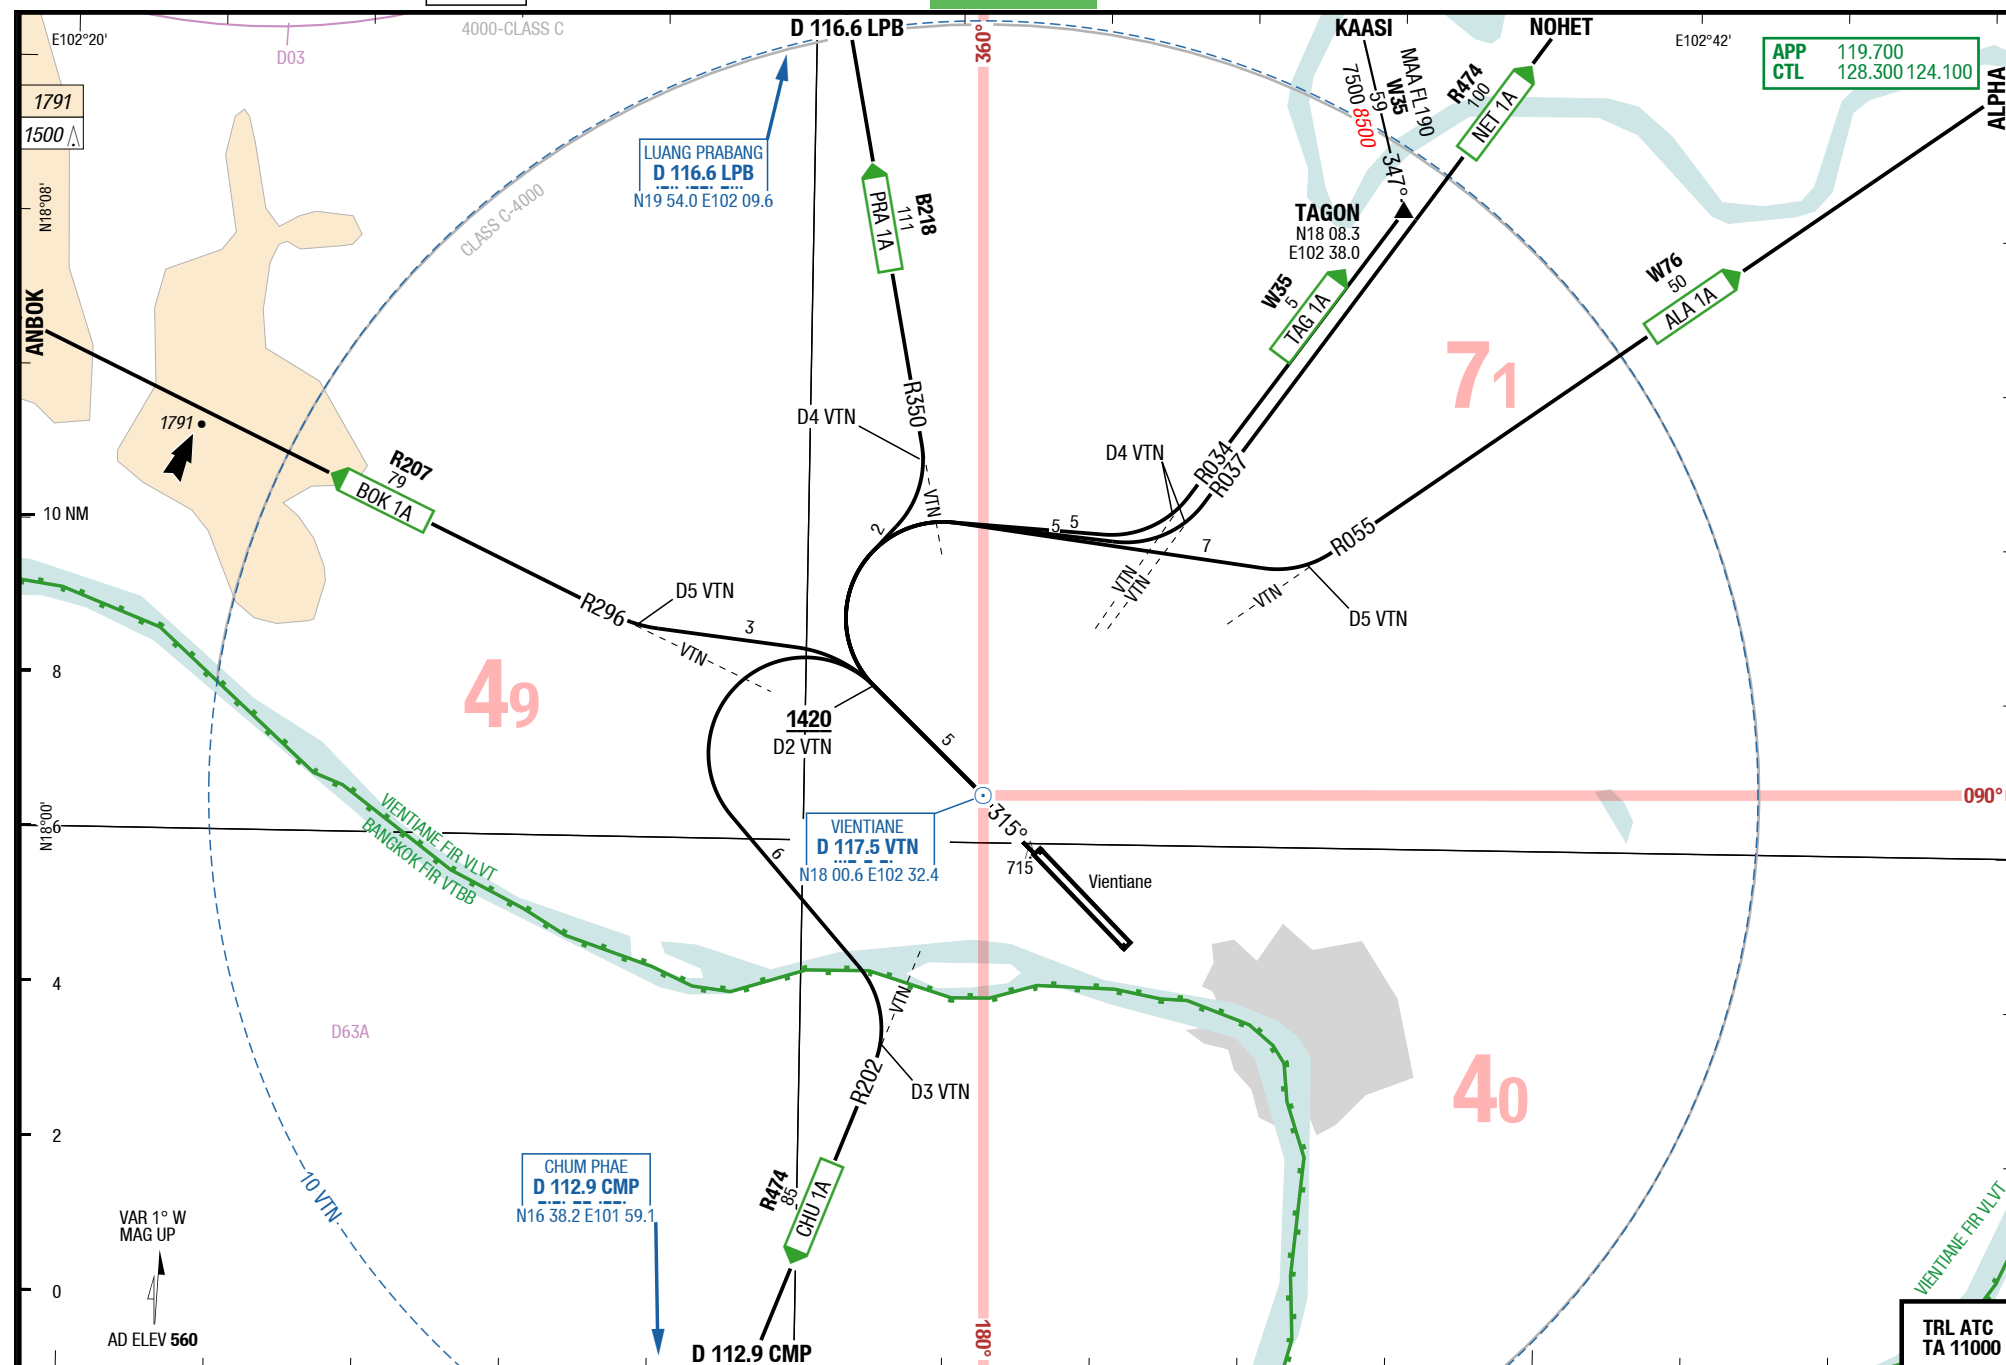 E102°20'
D03
4000-CLASS C
D 116.6 LPB
360°
KAASI
NOHET
E102°42'
APP 119.700
CTL 128.300 124.100
ALPHA
1791
1500
N18°08'
LUANG PRABANG
D 116.6 LPB
N19 54.0 E102 09.6
CLASS C-4000
B218
111
PRA 1A
MAA FL190
W35
59
7500 8500
347°
R474
100
NET 1A
TAGON
N18 08.3
E102 38.0
W35
5
TAG 1A
W76
50
ALA 1A
ANBOK
71
1791
R350
D4 VTN
D4 VTN
R034
R037
R207
79
BOK 1A
10 NM
VTN
2
5
5
7
R055
VTN
VTN
VTN
D5 VTN
D5 VTN
R296
3
VTN
8
49
1420
D2 VTN
5
N18°00'
6
VIENTIANE FIR VLVT
BANGKOK FIR VTBB
VIENTIANE
D 117.5 VTN
N18 00.6 E102 32.4
6
315°
715
Vientiane
090°
4
VTN
D63A
R202
D3 VTN
40
2
CHUM PHAE
D 112.9 CMP
N16 38.2 E101 59.1
R474
85
CHU 1A
10 VTN
VAR 1° W
MAG UP
0
AD ELEV 560
D 112.9 CMP
180°
VIENTIANE FIR VLVT
TRL ATC
TA 11000